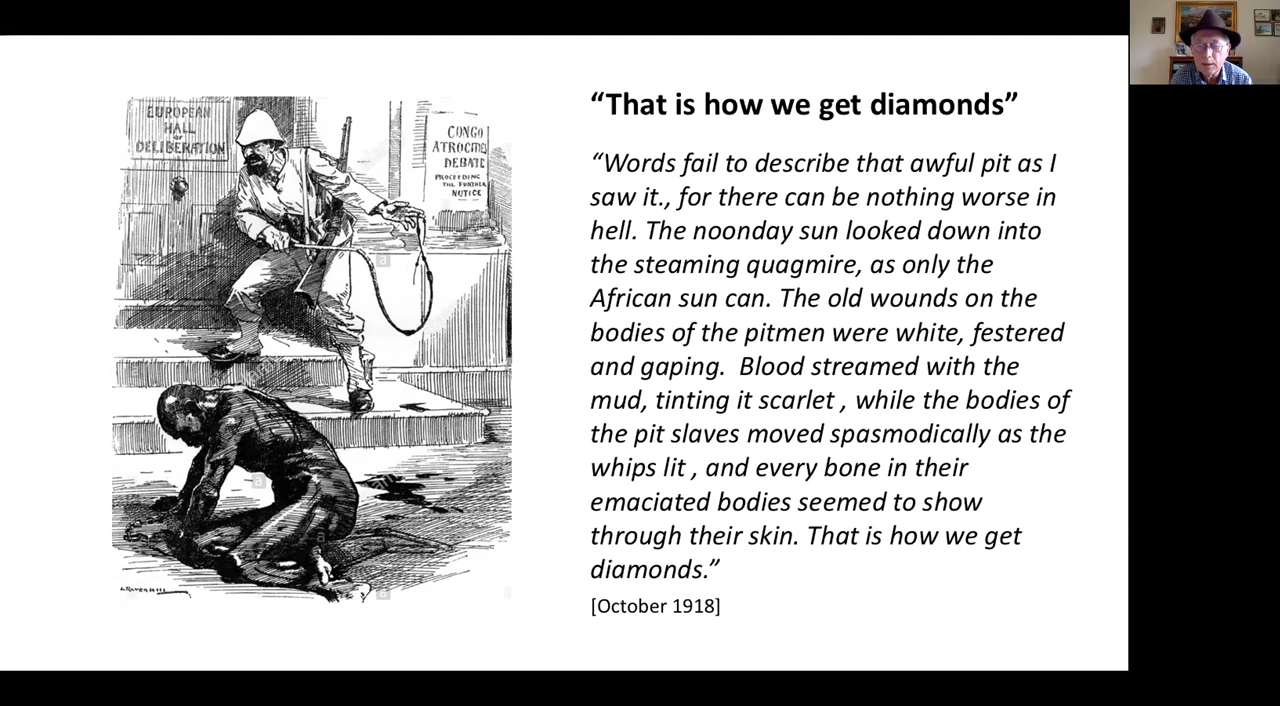 EUROPEAN
HALL
OF
DELIBERATION
CONGO
ATROCITIES
DEBATE
PROCEEDING
TILL FURTHER
NOTICE
“That is how we get diamonds”
“Words fail to describe that awful pit as I
saw it., for there can be nothing worse in
hell. The noonday sun looked down into
the steaming quagmire, as only the
African sun can. The old wounds on the
bodies of the pitmen were white, festered
and gaping.  Blood streamed with the
mud, tinting it scarlet , while the bodies of
the pit slaves moved spasmodically as the
whips lit , and every bone in their
emaciated bodies seemed to show
through their skin. That is how we get
diamonds.”
[October 1918]